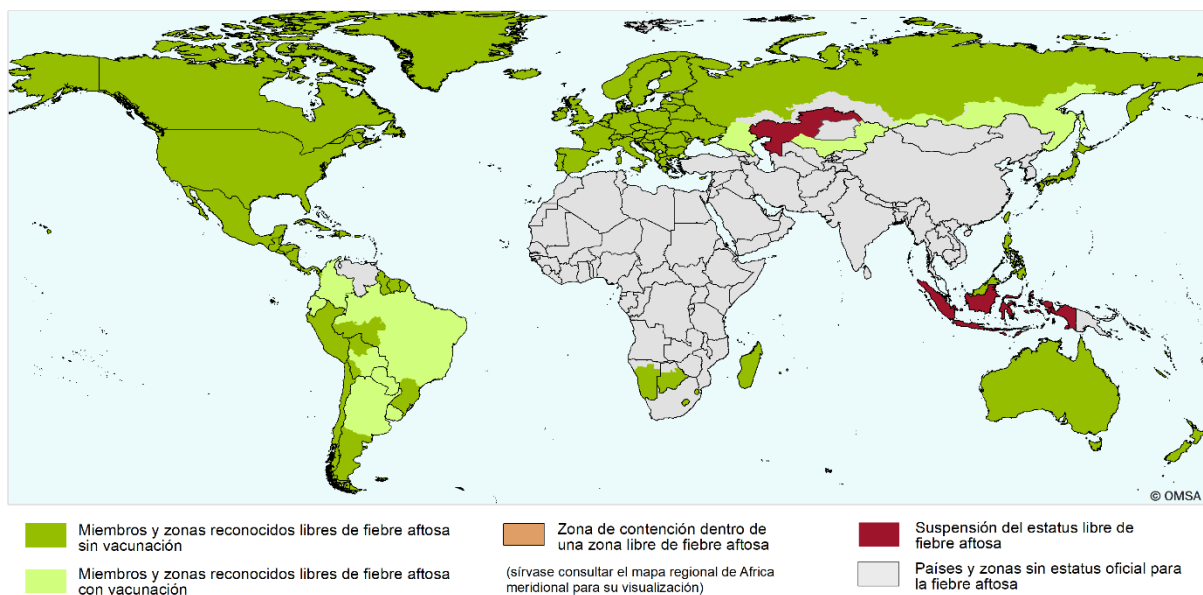 © OMSA
Miembros y zonas reconocidos libres de fiebre aftosa
sin vacunación
Miembros y zonas reconocidos libres de fiebre aftosa
con vacunación
Zona de contención dentro de
una zona libre de fiebre aftosa
(sírvase consultar el mapa regional de Africa
meridional para su visualización)
Suspensión del estatus libre de
fiebre aftosa
Países y zonas sin estatus oficial para
la fiebre aftosa